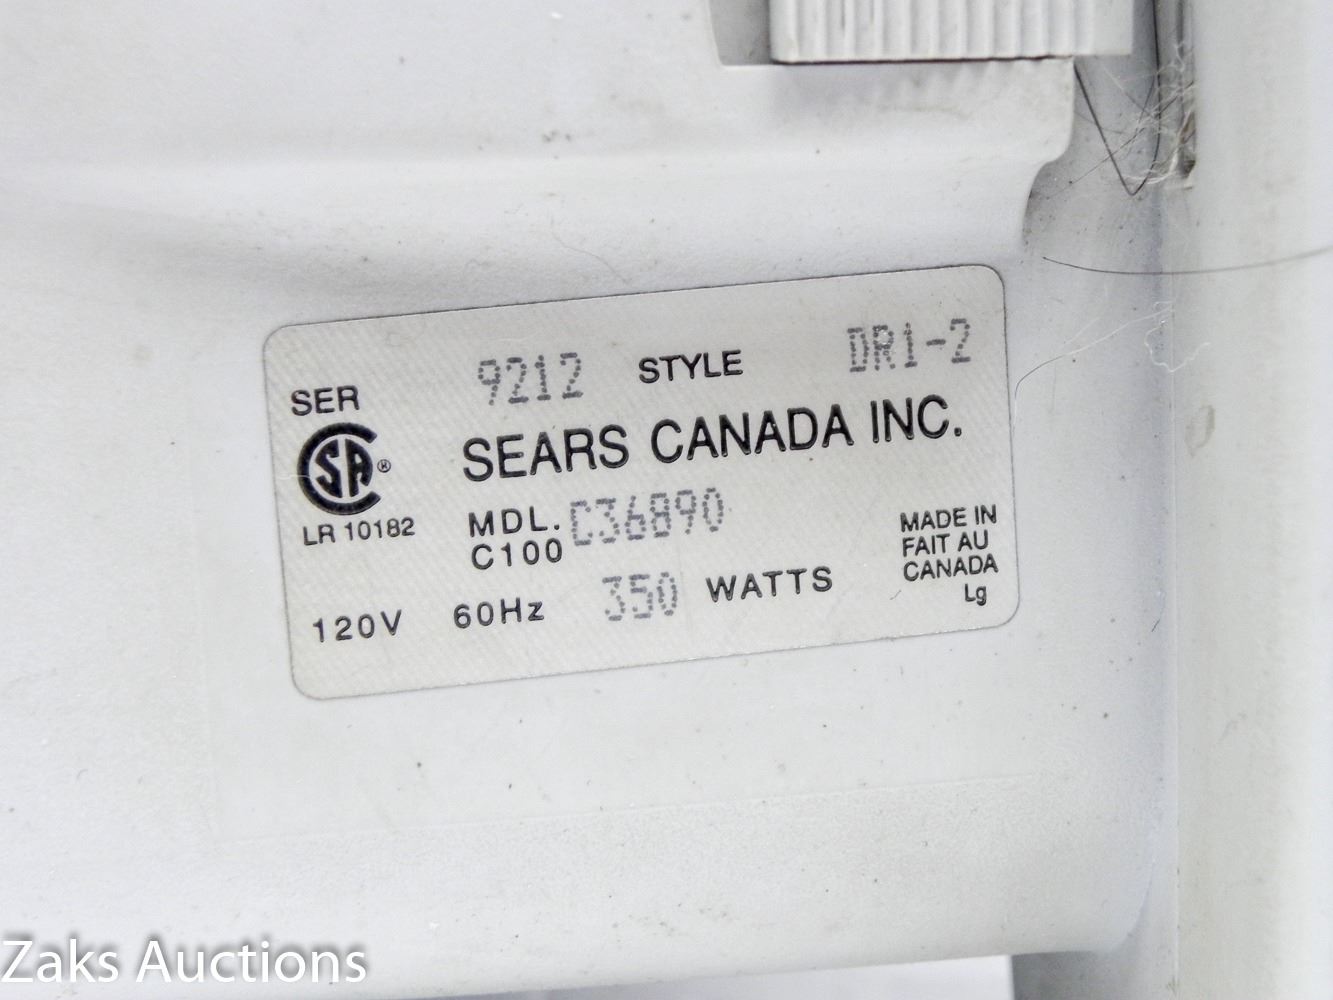 SER 9212 STYLE DR1-2
SA ®
SEARS CANADA INC.
LR 10182
MDL. C36890
C100
MADE IN
FAIT AU
CANADA
Lg
120V 60Hz 350 WATTS
Zaks Auctions